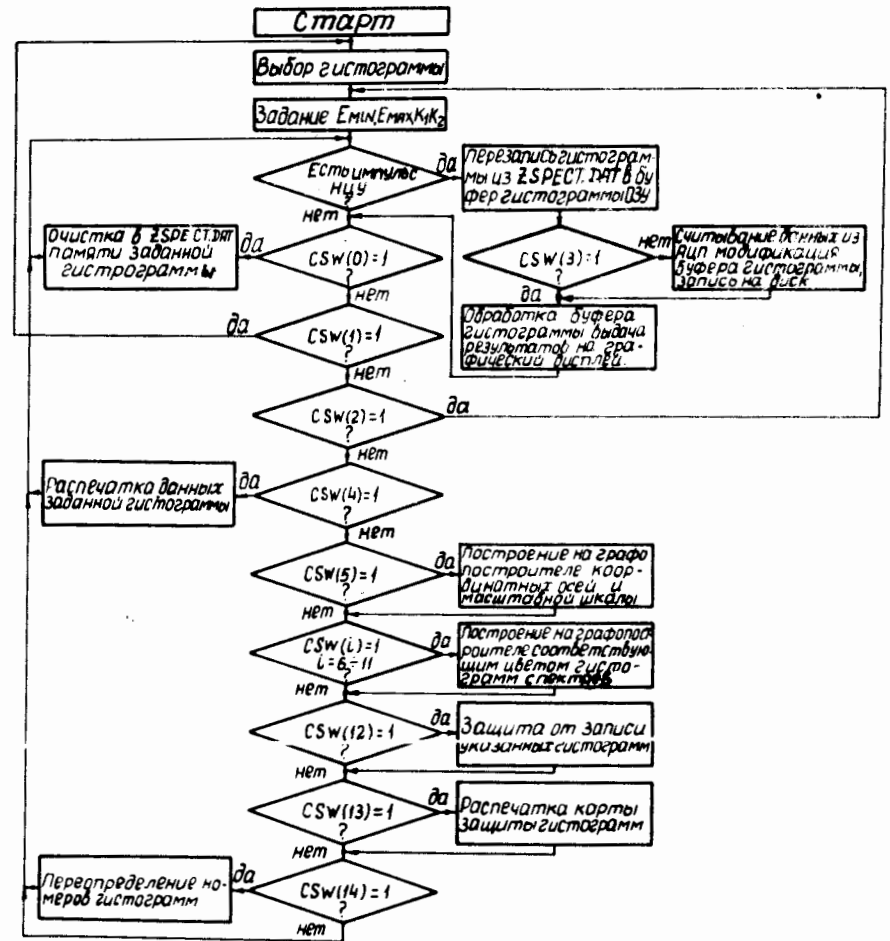 Старт
Выбор гистограммы
Задание EMIN, EMAX, K1K2
Есть импульс
НЦУ
?
да
нет
Перезапись гистограм-
мы из ZSPECT.DAT в бу
фер гистограммы ОЗУ
Очистка в ZSPECT.DAT
памяти заданной
гистрограммы
да
CSW(0)=1
?
нет
CSW(3)=1
?
нет
да
Считывание данных из
АЦП модификация
буфера гистограммы,
запись на диск
Обработка буфера
гистограммы выдача
результатов на гра-
фический дисплей.
да
CSW(1)=1
?
нет
CSW(2)=1
?
да
нет
Распечатка данных
заданной гистограммы
да
CSW(4)=1
?
нет
CSW(5)=1
?
да
нет
Построение на графо
построителе коор-
динатных осей и
масштабной шкалы
CSW(i)=1
i=6÷11
?
да
нет
Построение на графопост
роителе соответствую-
щим цветом гисто-
грамм спектров
CSW(12)=1
?
да
нет
Защита от записи
указанных гистограмм
CSW(13)=1
?
да
нет
Распечатка карты
защиты гистограмм
Переопределение но-
меров гистограмм
да
CSW(14)=1
?
нет